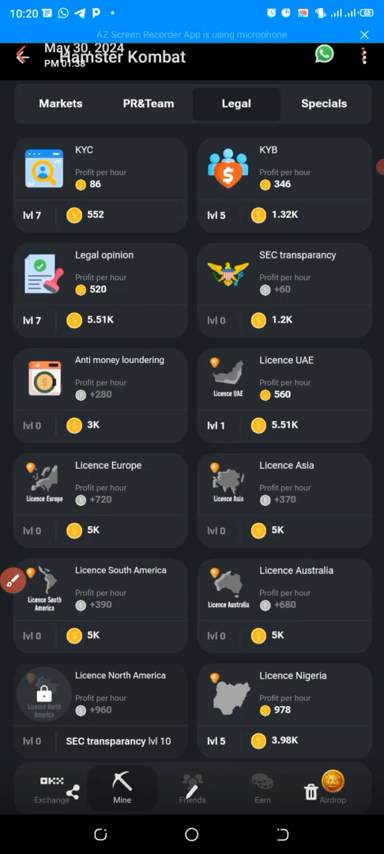 10:20
AZ Screen Recorder App is using microphone
May 30, 2024
PM 01:38
Hamster Kombat
Markets PR&Team Legal Specials
KYC
Profit per hour
86
lvl 7 552
KYB
Profit per hour
346
lvl 5 1.32K
Legal opinion
Profit per hour
520
lvl 7 5.51K
SEC transparancy
Profit per hour
+60
lvl 0 1.2K
Anti money loundering
Profit per hour
+280
lvl 0 3K
Licence UAE
Licence UAE
Profit per hour
560
lvl 1 5.51K
Licence Europe
Licence Europe
Profit per hour
+720
lvl 0 5K
Licence Asia
Licence Asia
Profit per hour
+370
lvl 0 5K
Licence South America
Licence South
America
Profit per hour
+390
lvl 0 5K
Licence Australia
Licence Australia
Profit per hour
+680
lvl 0 5K
Licence North America
Licence North
America
Profit per hour
+960
lvl 0 SEC transparancy lvl 10
Licence Nigeria
Profit per hour
978
lvl 5 3.98K
Exchange Mine Friends Earn Airdrop